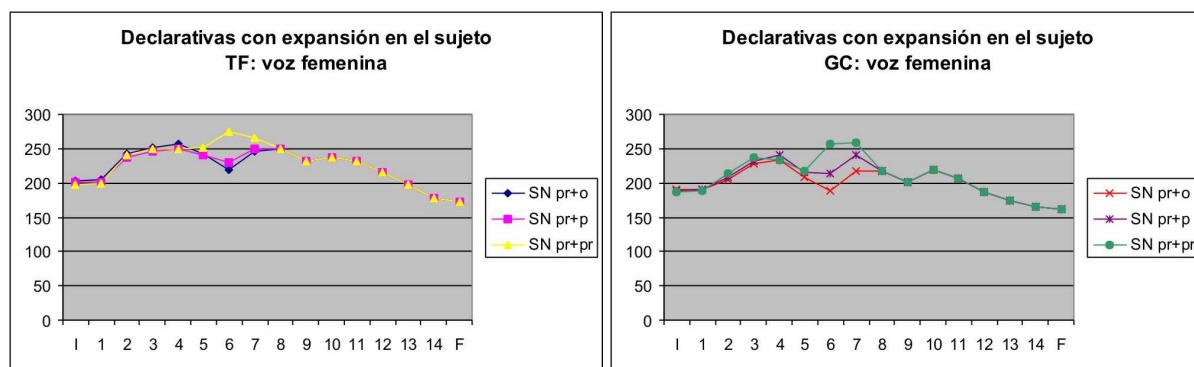 Declarativas con expansión en el sujeto
TF: voz femenina
300
250
200
150
100
50
0
I 1 2 3 4 5 6 7 8 9 10 11 12 13 14 F
SN pr+o
SN pr+p
SN pr+pr
Declarativas con expansión en el sujeto
GC: voz femenina
300
250
200
150
100
50
0
I 1 2 3 4 5 6 7 8 9 10 11 12 13 14 F
SN pr+o
SN pr+p
SN pr+pr